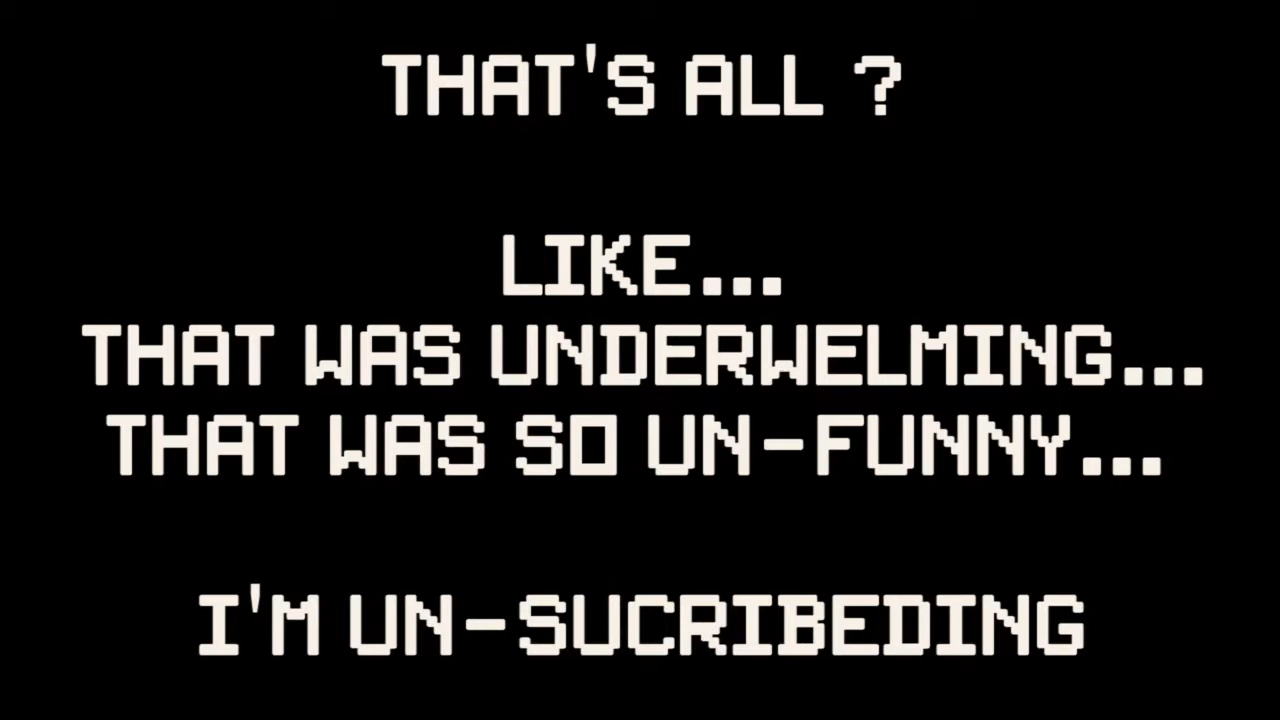 THAT'S ALL ?
LIKE...
THAT WAS UNDERWELMING...
THAT WAS SO UN-FUNNY...
I'M UN-SUCRIBEDING